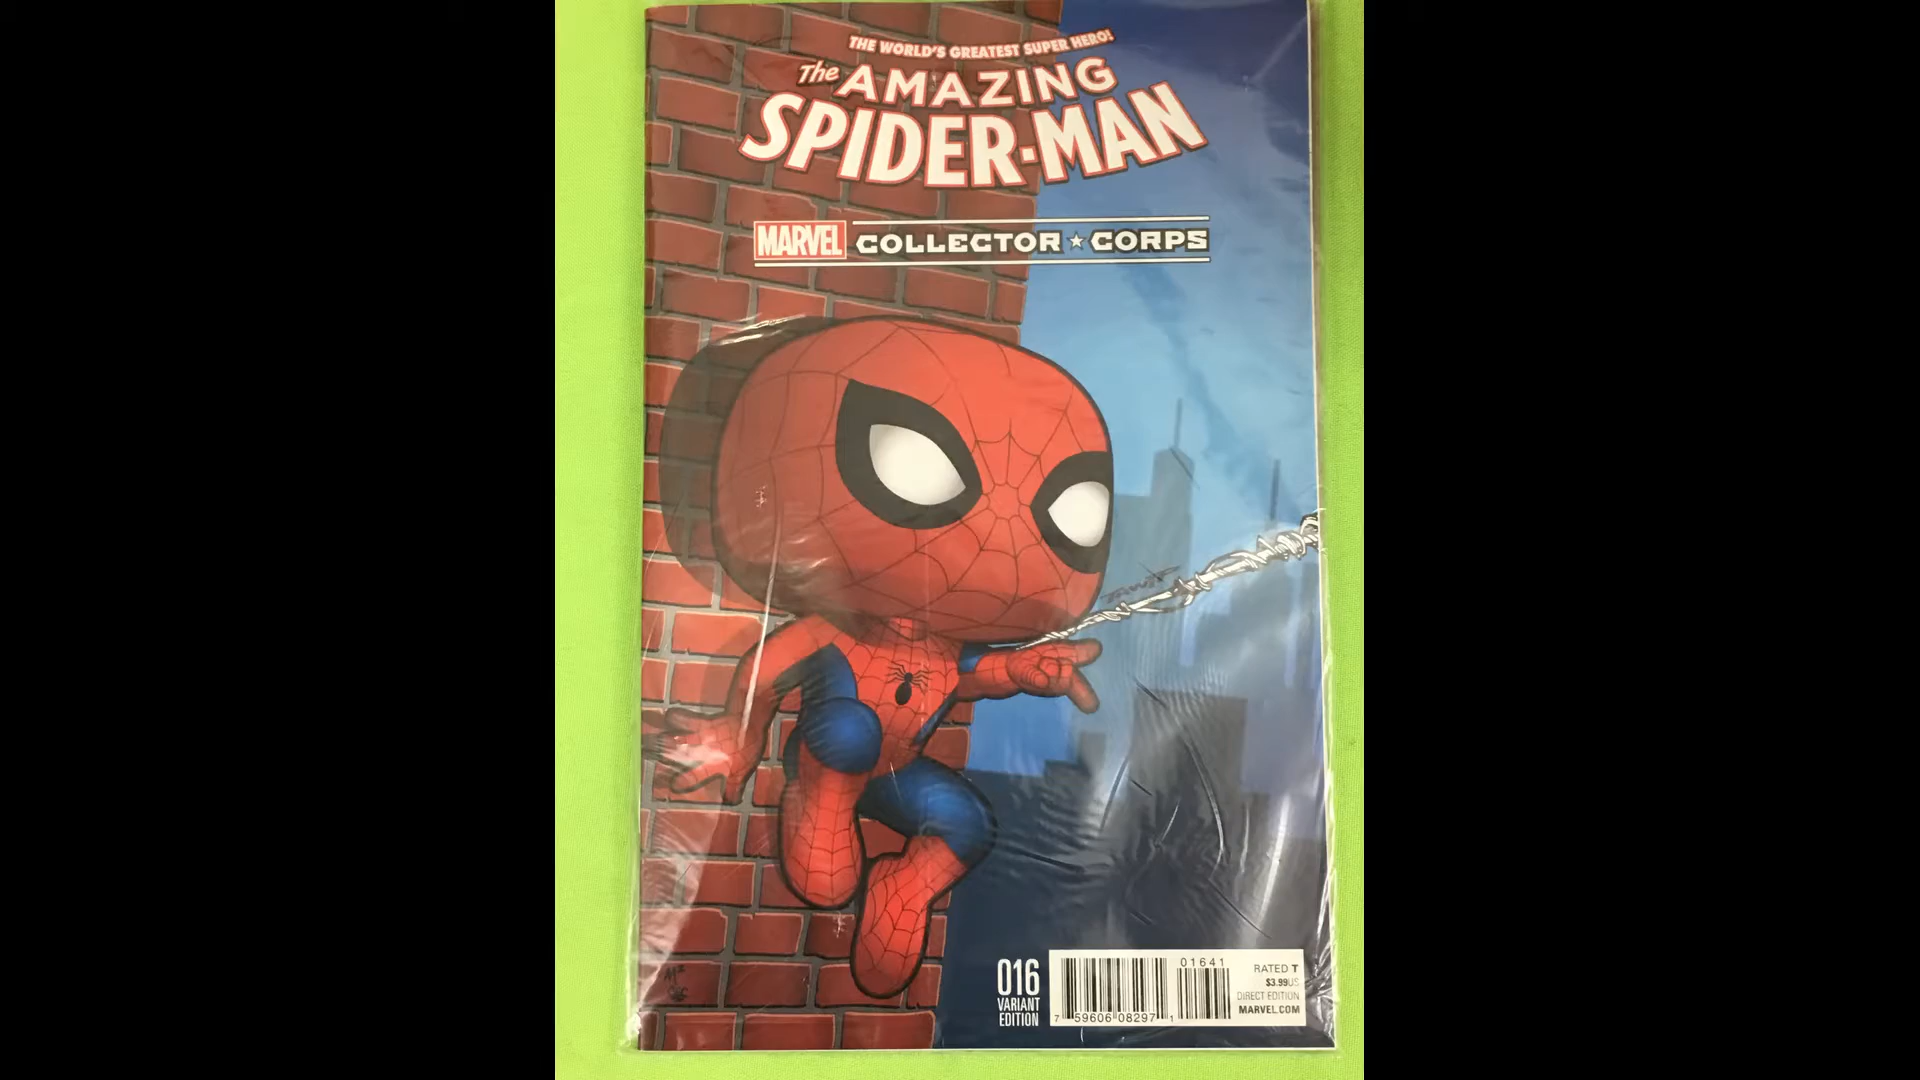 THE WORLD'S GREATEST SUPER HERO!
The AMAZING
SPIDER-MAN
MARVEL COLLECTOR ★ CORPS
016
VARIANT
EDITION
01641
7 59606 08297 1
RATED T
$3.99US
DIRECT EDITION
MARVEL.COM